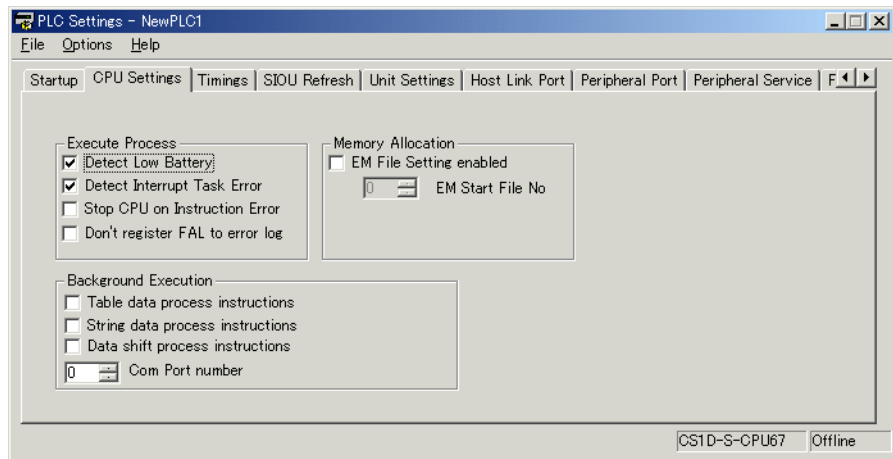 PLC Settings - NewPLC1
File Options Help
Startup CPU Settings Timings SIOU Refresh Unit Settings Host Link Port Peripheral Port Peripheral Service F
Execute Process
Detect Low Battery
Detect Interrupt Task Error
Stop CPU on Instruction Error
Don't register FAL to error log
Memory Allocation
EM File Setting enabled
0 EM Start File No
Background Execution
Table data process instructions
String data process instructions
Data shift process instructions
0 Com Port number
CS1D-S-CPU67 Offline